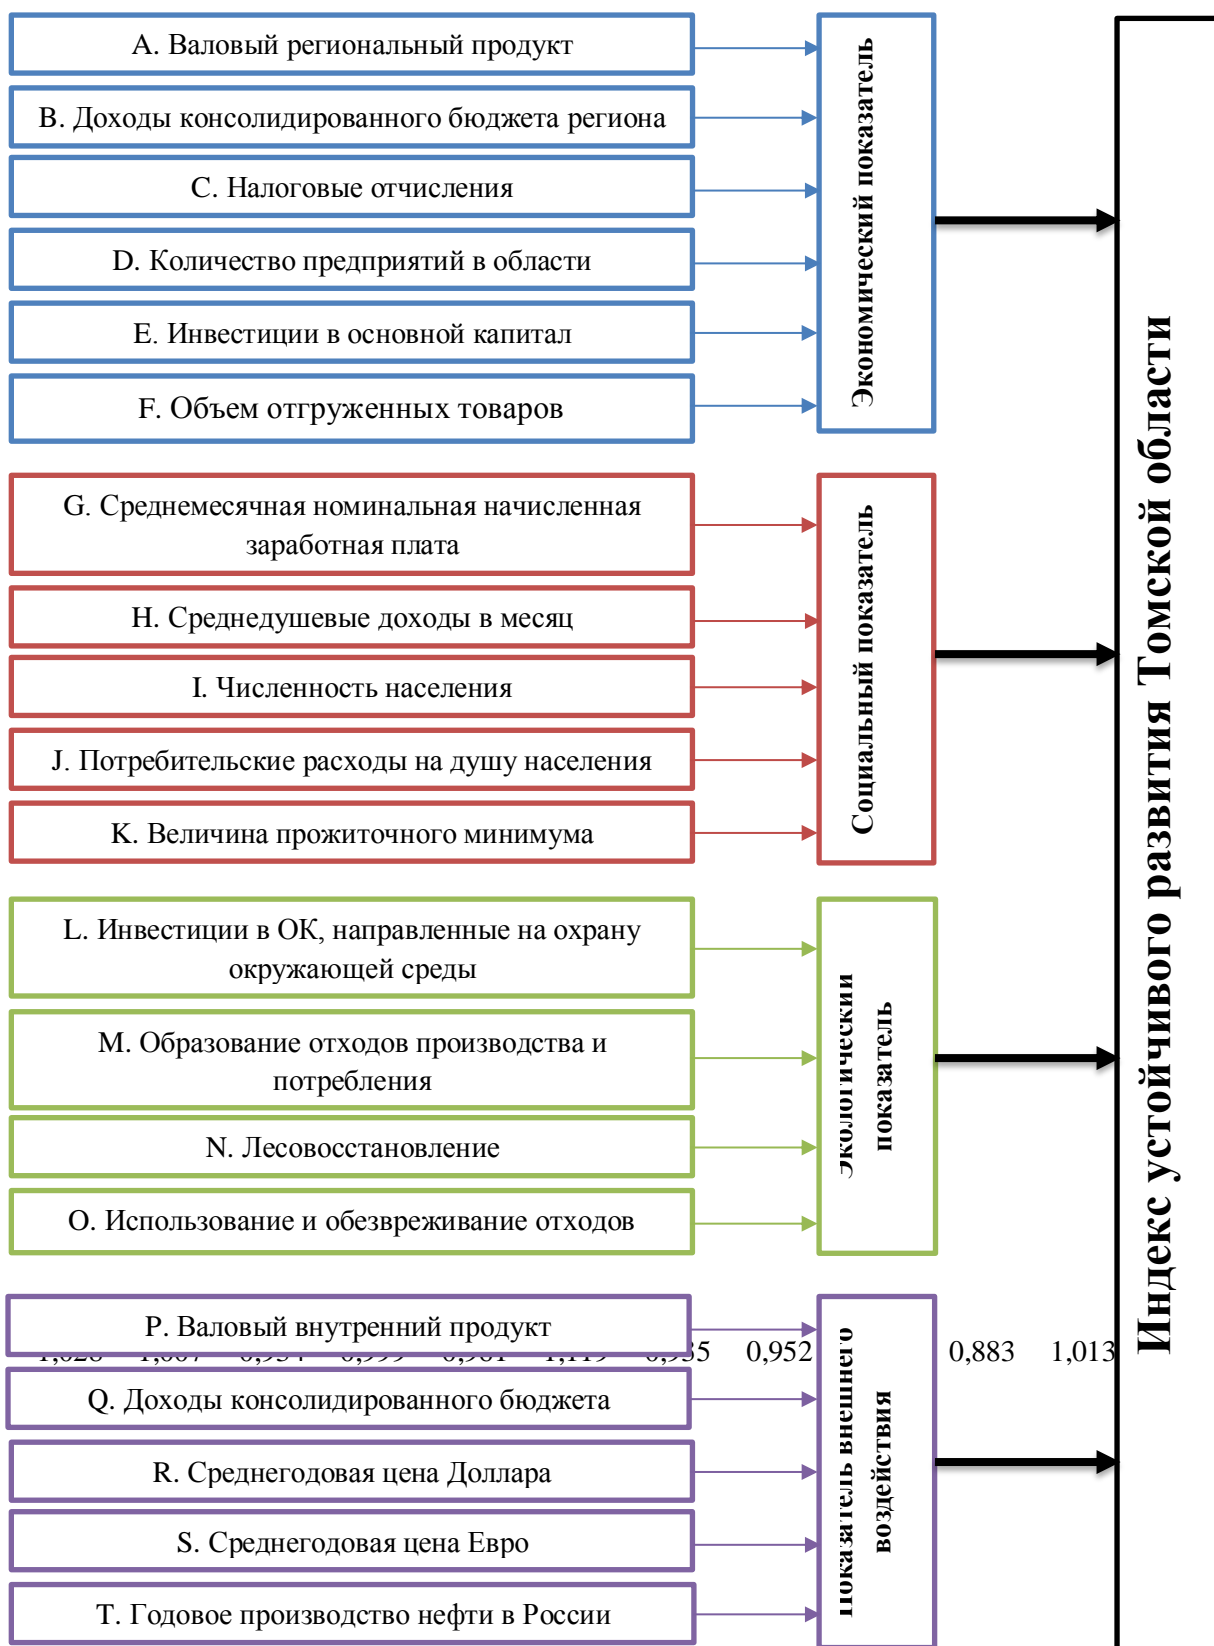 A. Валовый региональный продукт
B. Доходы консолидированного бюджета региона
C. Налоговые отчисления
D. Количество предприятий в области
E. Инвестиции в основной капитал
F. Объем отгруженных товаров
Экономический показатель
G. Среднемесячная номинальная начисленная
заработная плата
H. Среднедушевые доходы в месяц
I. Численность населения
J. Потребительские расходы на душу населения
K. Величина прожиточного минимума
Социальный показатель
L. Инвестиции в ОК, направленные на охрану
окружающей среды
M. Образование отходов производства и
потребления
N. Лесовосстановление
O. Использование и обезвреживание отходов
Экологический
показатель
P. Валовый внутренний продукт
0,952 0,883 1,013
Q. Доходы консолидированного бюджета
R. Среднегодовая цена Доллара
S. Среднегодовая цена Евро
T. Годовое производство нефти в России
Показатель внешнего
воздействия
Индекс устойчивого развития Томской области